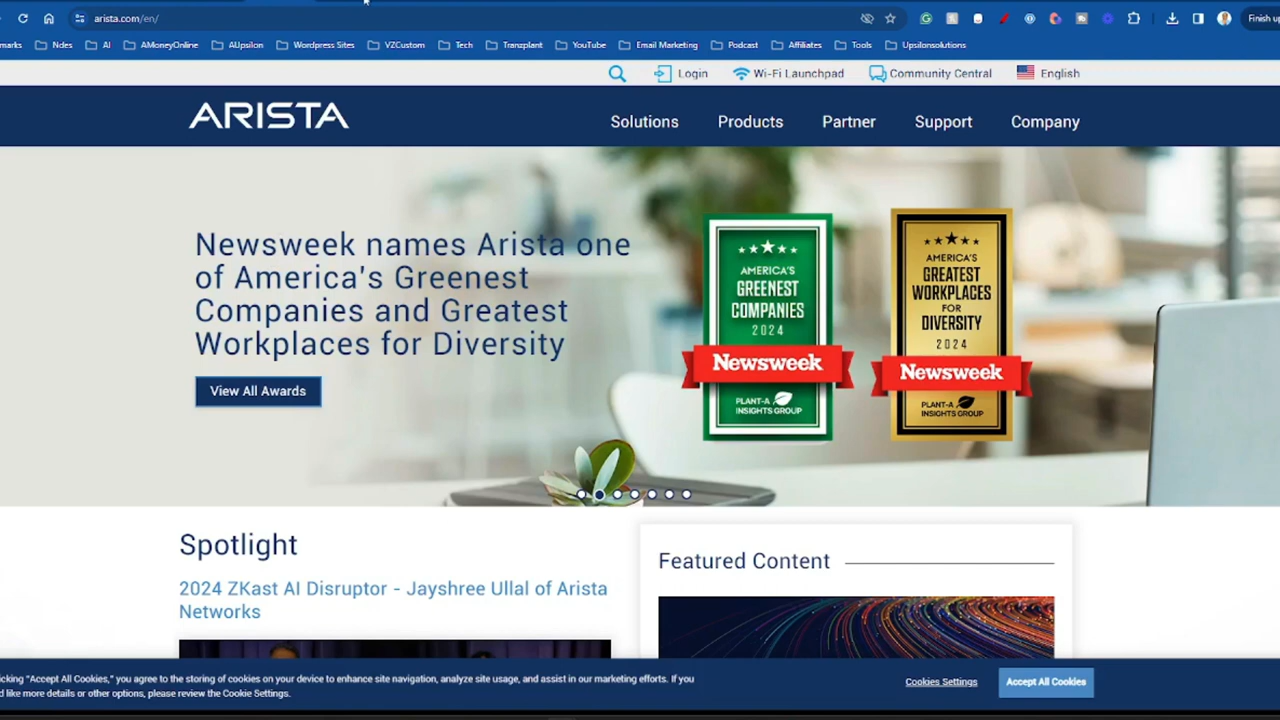 arista.com/en/
Finish u
marks Ndes AI AMoneyOnline AUpsilon Wordpress Sites VZCustom Tech Tranzplant YouTube Email Marketing Podcast Affiliates Tools Upsilonsolutions
Login Wi-Fi Launchpad Community Central English
ARISTA Solutions Products Partner Support Company
Newsweek names Arista one
of America's Greenest
Companies and Greatest
Workplaces for Diversity
View All Awards
AMERICA'S
GREENEST
COMPANIES
2024
Newsweek
PLANT-A
INSIGHTS GROUP
AMERICA'S
GREATEST
WORKPLACES
FOR
DIVERSITY
2024
Newsweek
PLANT-A
INSIGHTS GROUP
Spotlight
2024 ZKast AI Disruptor - Jayshree Ullal of Arista
Networks
Featured Content
icking "Accept All Cookies," you agree to the storing of cookies on your device to enhance site navigation, analyze site usage, and assist in our marketing efforts. If you
d like more details or other options, please review the Cookie Settings.
Cookies Settings
Accept All Cookies